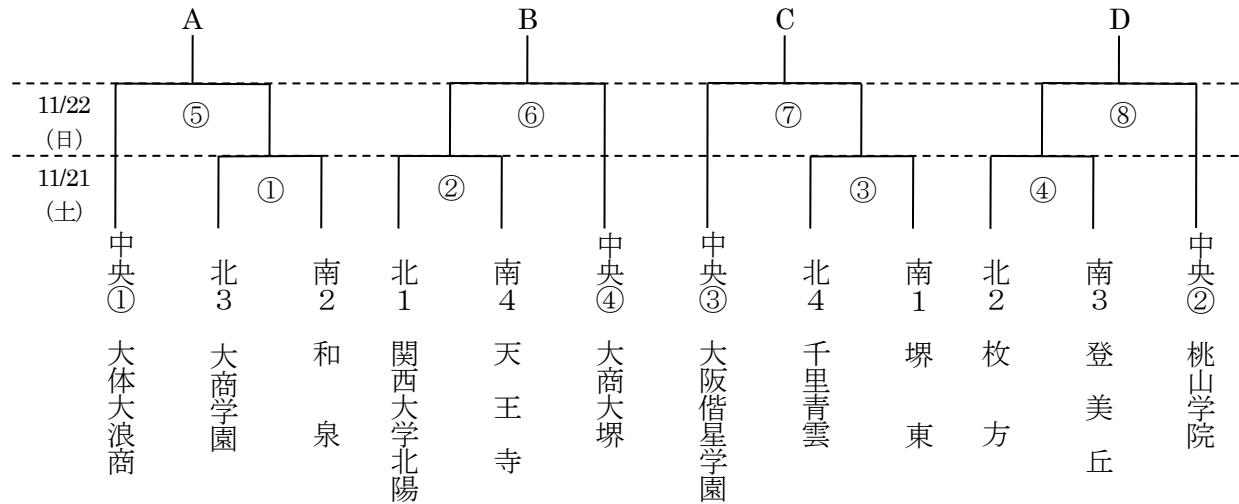 A B C D
11/22
(日)
⑤ ⑥ ⑦ ⑧
11/21
(土)
① ② ③ ④
中央① 大体大浪商
北3 大商学園
南2 和泉
北1 関西大学北陽
南4 天王寺
中央④ 大商大堺
中央③ 大阪偕星学園
北4 千里青雲
南1 堺東
北2 枚方
南3 登美丘
中央② 桃山学院